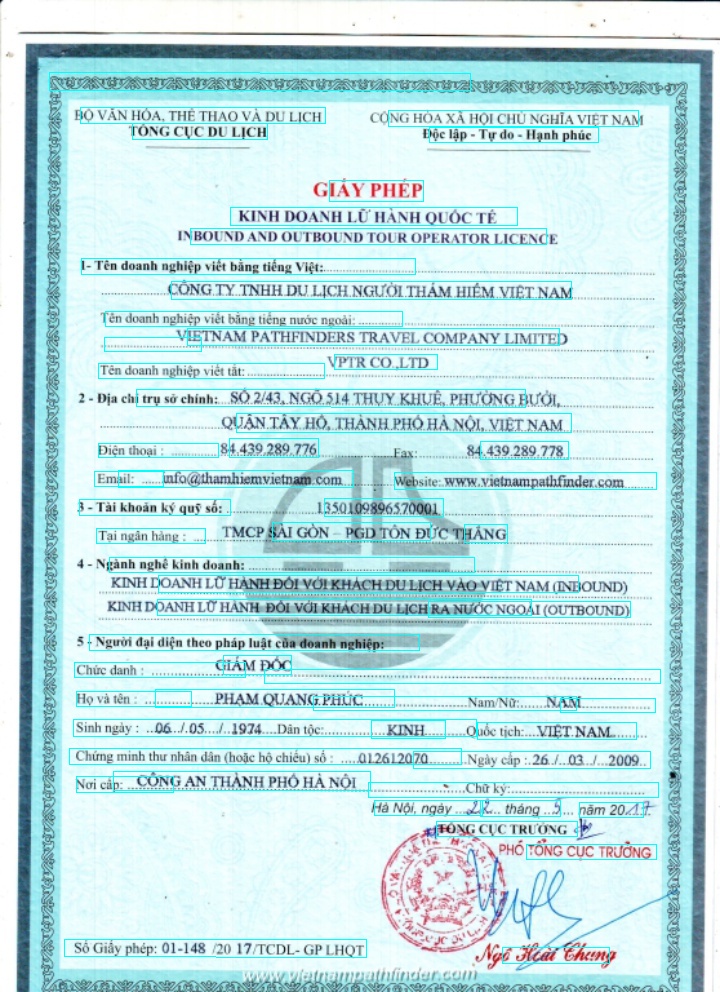 BỘ VĂN HÓA, THỂ THAO VÀ DU LỊCH
TỔNG CỤC DU LỊCH
CỘNG HÒA XÃ HỘI CHỦ NGHĨA VIỆT NAM
Độc lập - Tự do - Hạnh phúc
GIẤY PHÉP
KINH DOANH LỮ HÀNH QUỐC TẾ
INBOUND AND OUTBOUND TOUR OPERATOR LICENCE
1- Tên doanh nghiệp viết bằng tiếng Việt:
CÔNG TY TNHH DU LỊCH NGƯỜI THÁM HIỂM VIỆT NAM
Tên doanh nghiệp viết bằng tiếng nước ngoài:
VIETNAM PATHFINDERS TRAVEL COMPANY LIMITED
Tên doanh nghiệp viết tắt: VPTR CO.,LTD
2 - Địa chỉ trụ sở chính: SỐ 2/43, NGÕ 514 THỤY KHUÊ, PHƯỜNG BƯỞI,
QUẬN TÂY HỒ, THÀNH PHỐ HÀ NỘI, VIỆT NAM
Điện thoại : 84.439.289.776 Fax: 84.439.289.778
Email: info@thamhiemvietnam.com Website: www.vietnampathfinder.com
3 - Tài khoản ký quỹ số: 1350109896570001
Tại ngân hàng : TMCP SÀI GÒN – PGD TÔN ĐỨC THẮNG
4 - Ngành nghề kinh doanh:
KINH DOANH LỮ HÀNH ĐỐI VỚI KHÁCH DU LỊCH VÀO VIỆT NAM (INBOUND)
KINH DOANH LỮ HÀNH ĐỐI VỚI KHÁCH DU LỊCH RA NƯỚC NGOÀI (OUTBOUND)
5 - Người đại diện theo pháp luật của doanh nghiệp:
Chức danh : GIÁM ĐỐC
Họ và tên : PHẠM QUANG PHÚC Nam/Nữ: NAM
Sinh ngày : 06 / 05 / 1974 Dân tộc: KINH Quốc tịch: VIỆT NAM
Chứng minh thư nhân dân (hoặc hộ chiếu) số : 012612070 Ngày cấp : 26 / 03 / 2009
Nơi cấp: CÔNG AN THÀNH PHỐ HÀ NỘI Chữ ký:
Hà Nội, ngày 22 tháng 5 năm 2017.
TỔNG CỤC TRƯỞNG
PHÓ TỔNG CỤC TRƯỞNG
Ngô Hoài Chung
Số Giấy phép: 01-148 /20 17/TCDL- GP LHQT
www.vietnampathfinder.com